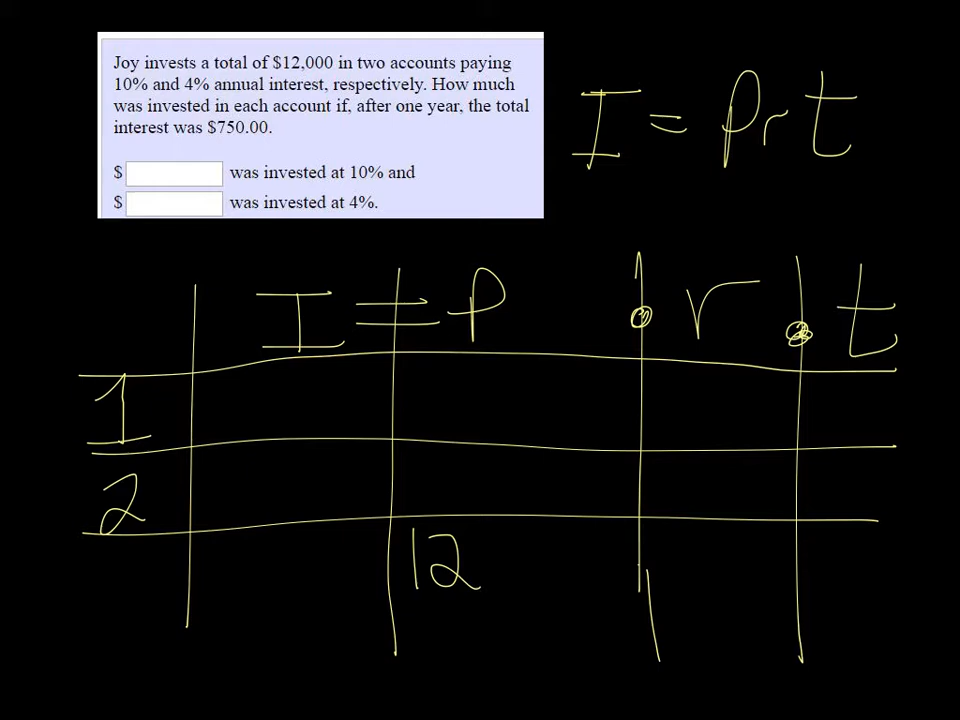 Joy invests a total of $12,000 in two accounts paying
10% and 4% annual interest, respectively. How much
was invested in each account if, after one year, the total
interest was $750.00.
$ was invested at 10% and
$ was invested at 4%.
I = Prt
I = P . r . t
1
2
12